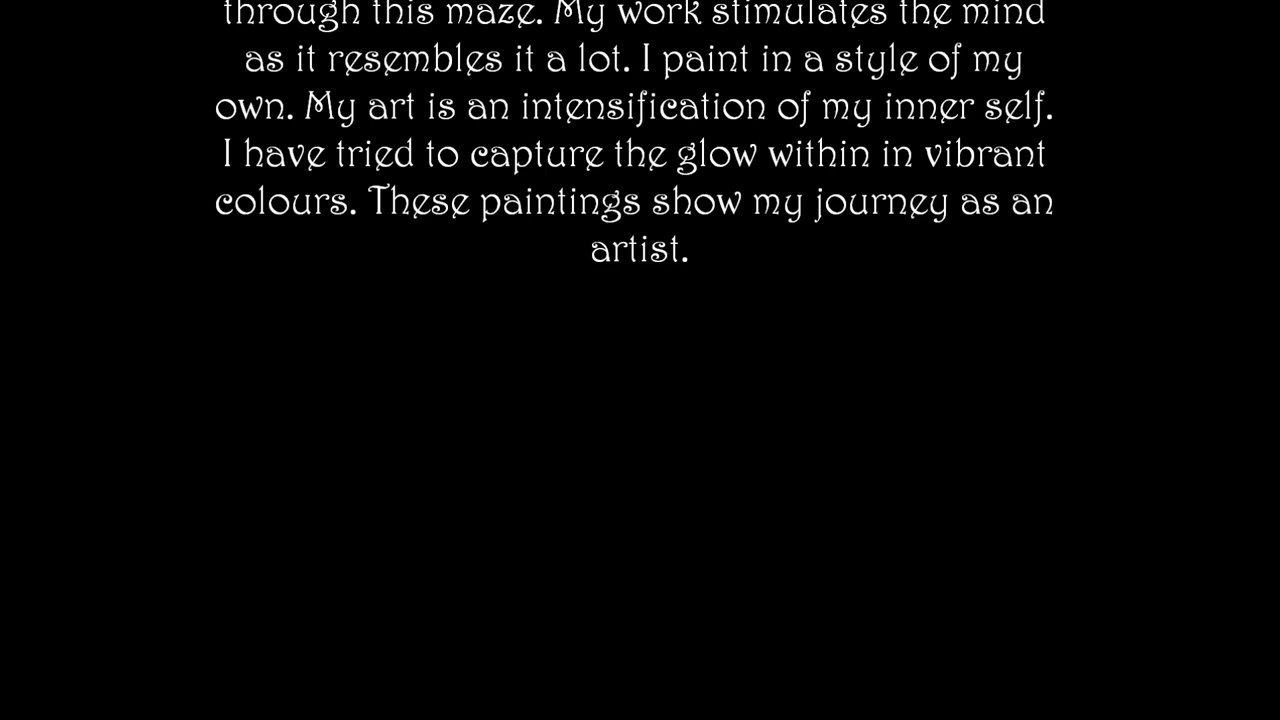 through this maze. My work stimulates the mind
as it resembles it a lot. I paint in a style of my
own. My art is an intensification of my inner self.
I have tried to capture the glow within in vibrant
colours. These paintings show my journey as an
artist.